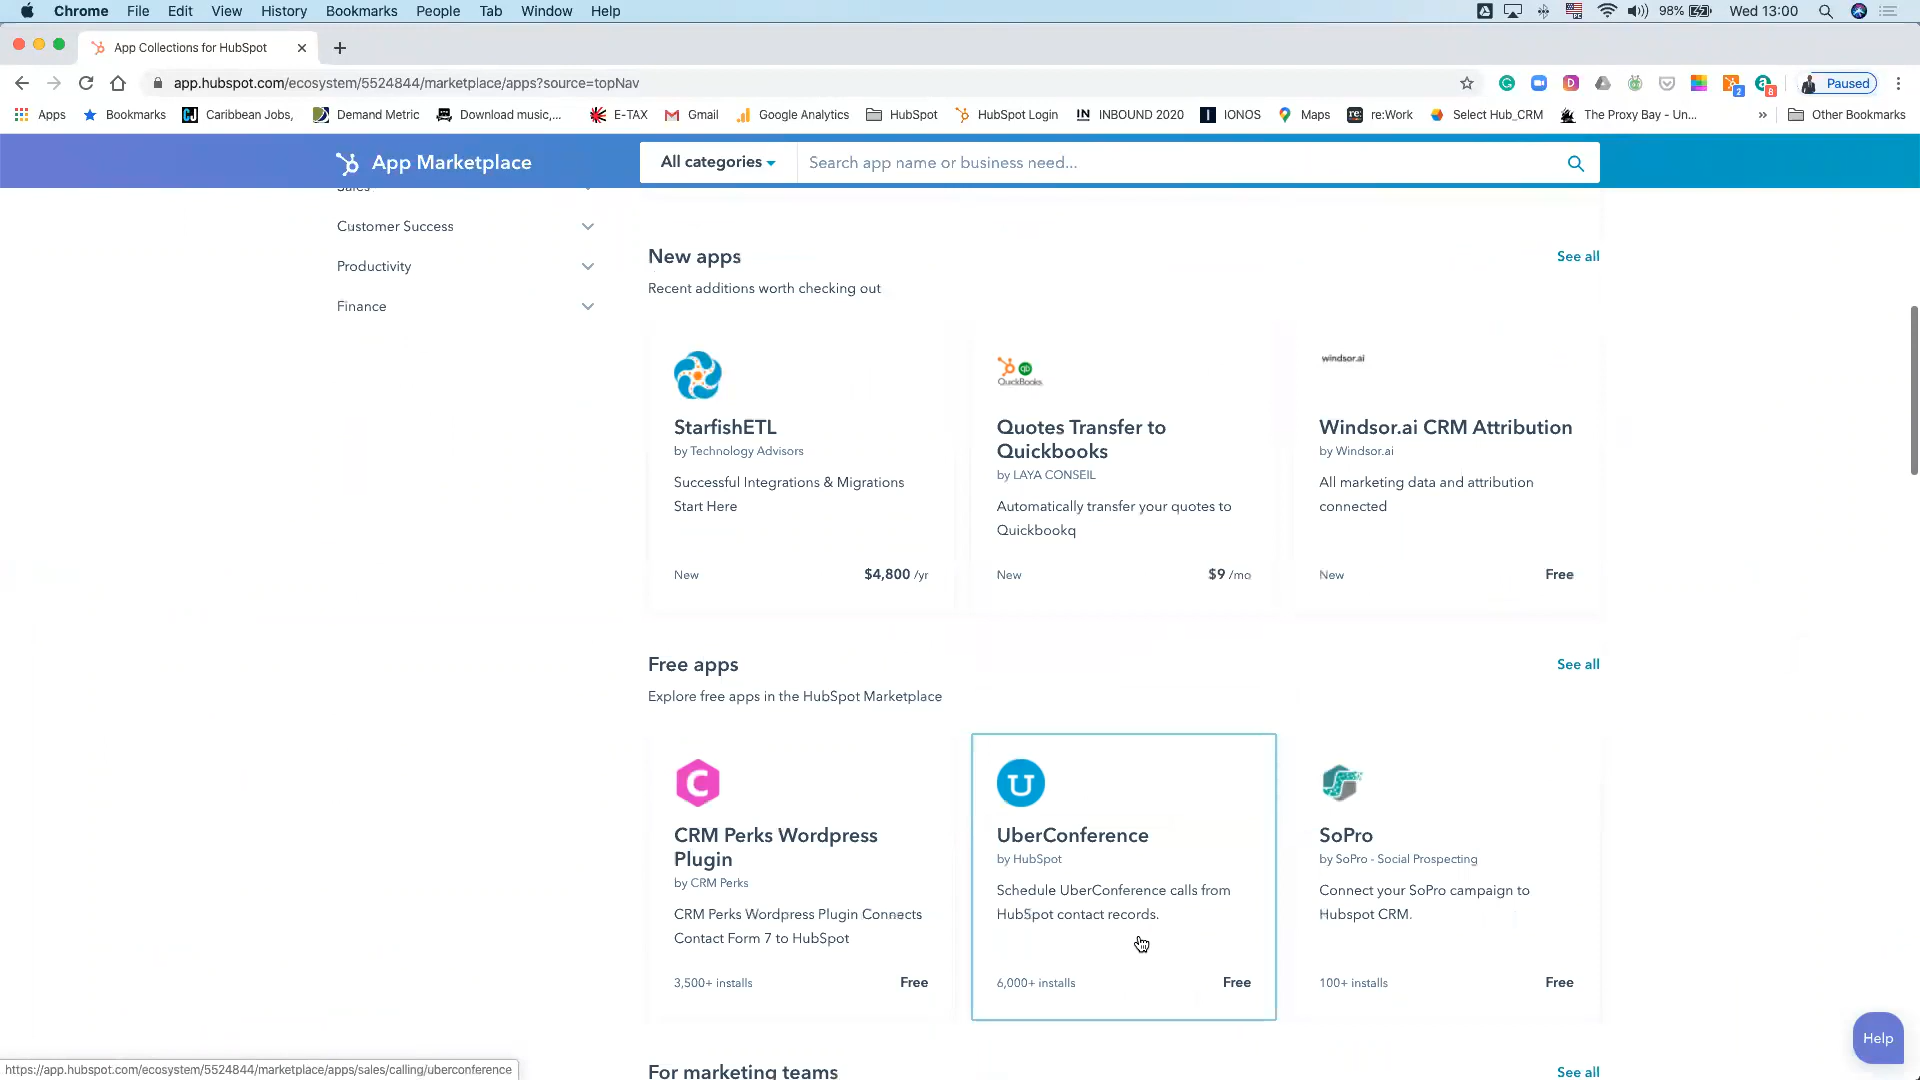 Chrome File Edit View History Bookmarks People Tab Window Help 98% Wed 13:00
App Collections for HubSpot
app.hubspot.com/ecosystem/5524844/marketplace/apps?source=topNav Paused
Apps Bookmarks Caribbean Jobs, Demand Metric Download music,... E-TAX Gmail Google Analytics HubSpot HubSpot Login INBOUND 2020 IONOS Maps re:Work Select Hub_CRM The Proxy Bay - Un... Other Bookmarks
App Marketplace All categories Search app name or business need...
Sales
Customer Success
Productivity
Finance
New apps See all
Recent additions worth checking out
StarfishETL
by Technology Advisors
Successful Integrations & Migrations
Start Here
New $4,800 /yr
QuickBooks
Quotes Transfer to
Quickbooks
by LAYA CONSEIL
Automatically transfer your quotes to
Quickbookq
New $9 /mo
windsor.ai
Windsor.ai CRM Attribution
by Windsor.ai
All marketing data and attribution
connected
New Free
Free apps See all
Explore free apps in the HubSpot Marketplace
CRM Perks Wordpress
Plugin
by CRM Perks
CRM Perks Wordpress Plugin Connects
Contact Form 7 to HubSpot
3,500+ installs Free
UberConference
by HubSpot
Schedule UberConference calls from
HubSpot contact records.
6,000+ installs Free
SoPro
by SoPro - Social Prospecting
Connect your SoPro campaign to
Hubspot CRM.
100+ installs Free
For marketing teams See all
Help
https://app.hubspot.com/ecosystem/5524844/marketplace/apps/sales/calling/uberconference